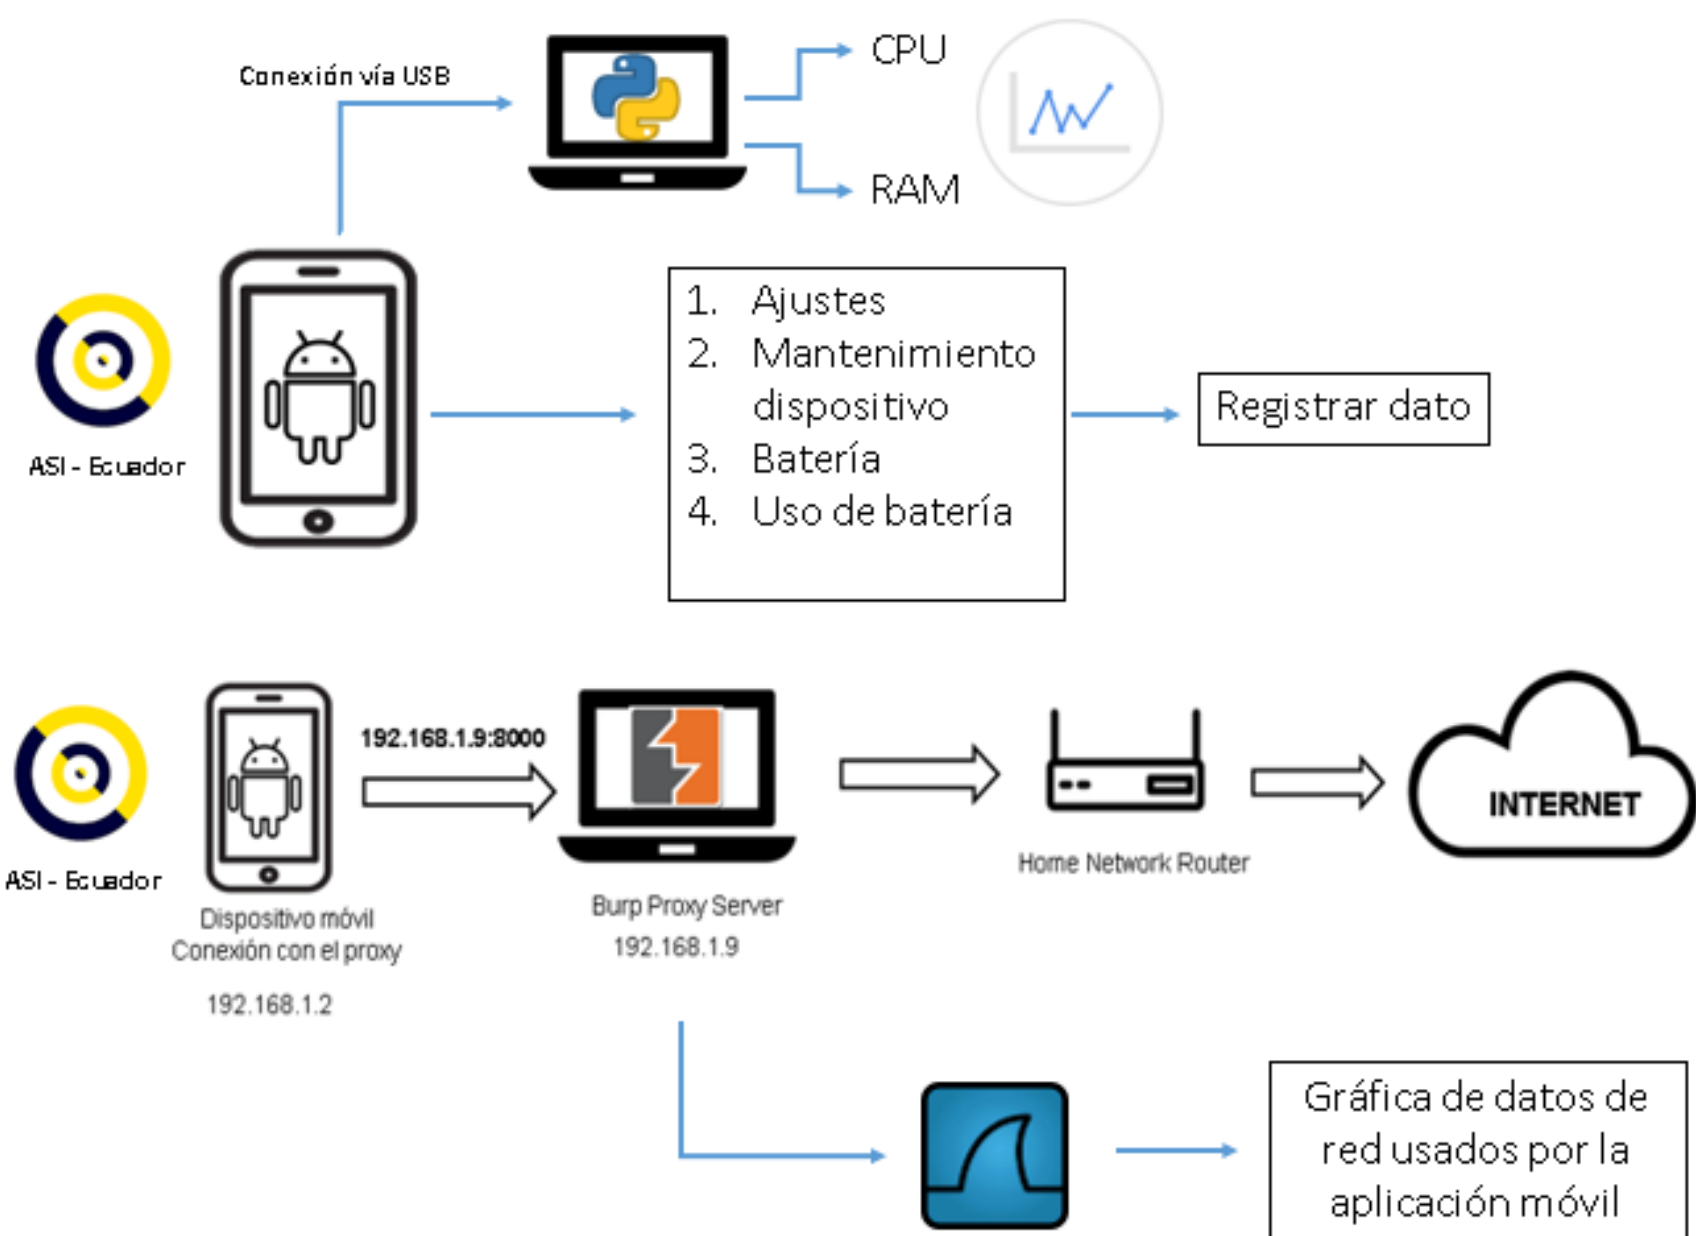 Conexión vía USB
CPU
RAM
ASI - Ecuador
1. Ajustes
2. Mantenimiento
dispositivo
3. Batería
4. Uso de batería
Registrar dato
ASI - Ecuador
192.168.1.9:8000
Dispositivo móvil
Conexión con el proxy
192.168.1.2
Burp Proxy Server
192.168.1.9
Home Network Router
INTERNET
Gráfica de datos de
red usados por la
aplicación móvil